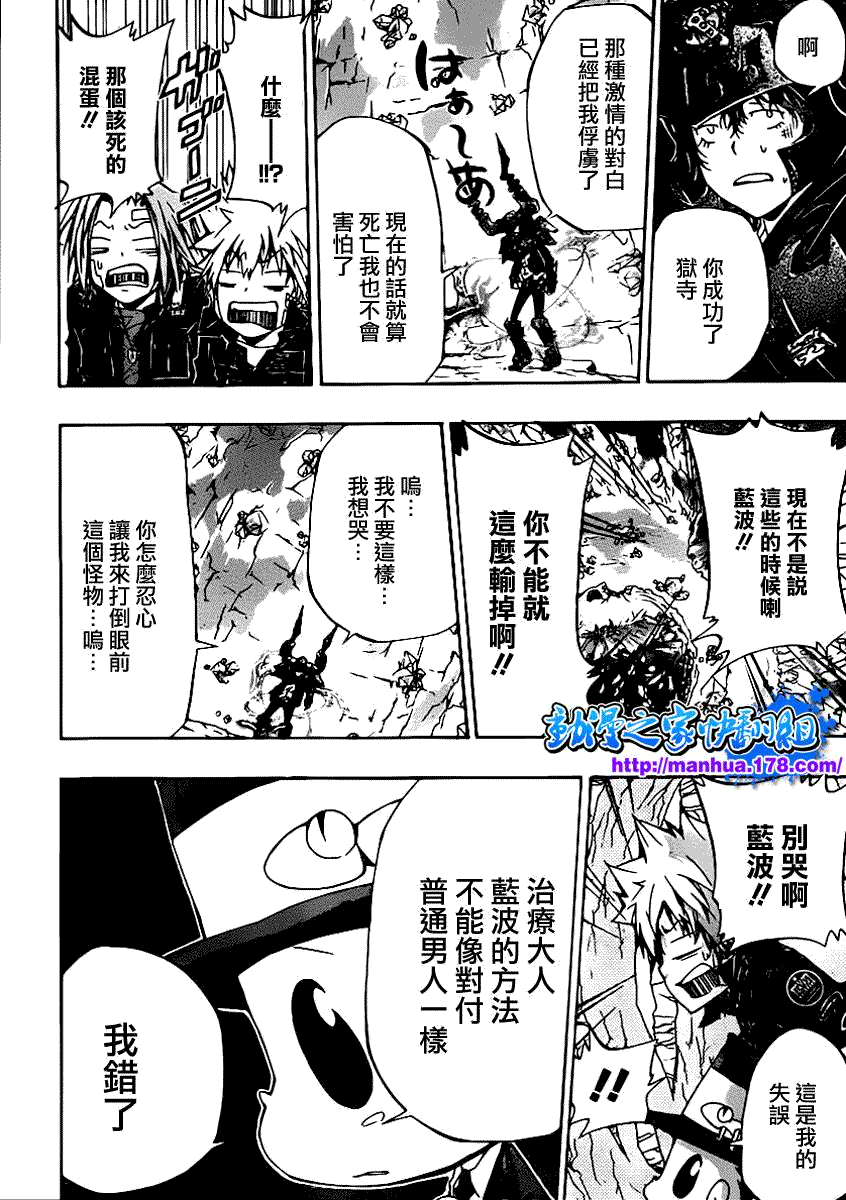 啊
你成功了
獄寺
那種激情的對白
已經把我俘虜了
はぁ～あ
現在的話就算
死亡我也不會
害怕了
什麼——!!?
ガーーン
那個該死的
混蛋!!
現在不是說
這些的時候喇
藍波!!
你不能就
這麼輸掉啊!!
嗚…
我不要這樣…
我想哭…
你怎麼忍心
讓我來打倒眼前
這個怪物…嗚…
動漫之家快翻組
http://manhua.178.com/
別哭啊
藍波!!
!!
這是我的
失誤
治療大人
藍波的方法
不能像對付
普通男人一樣
我錯了